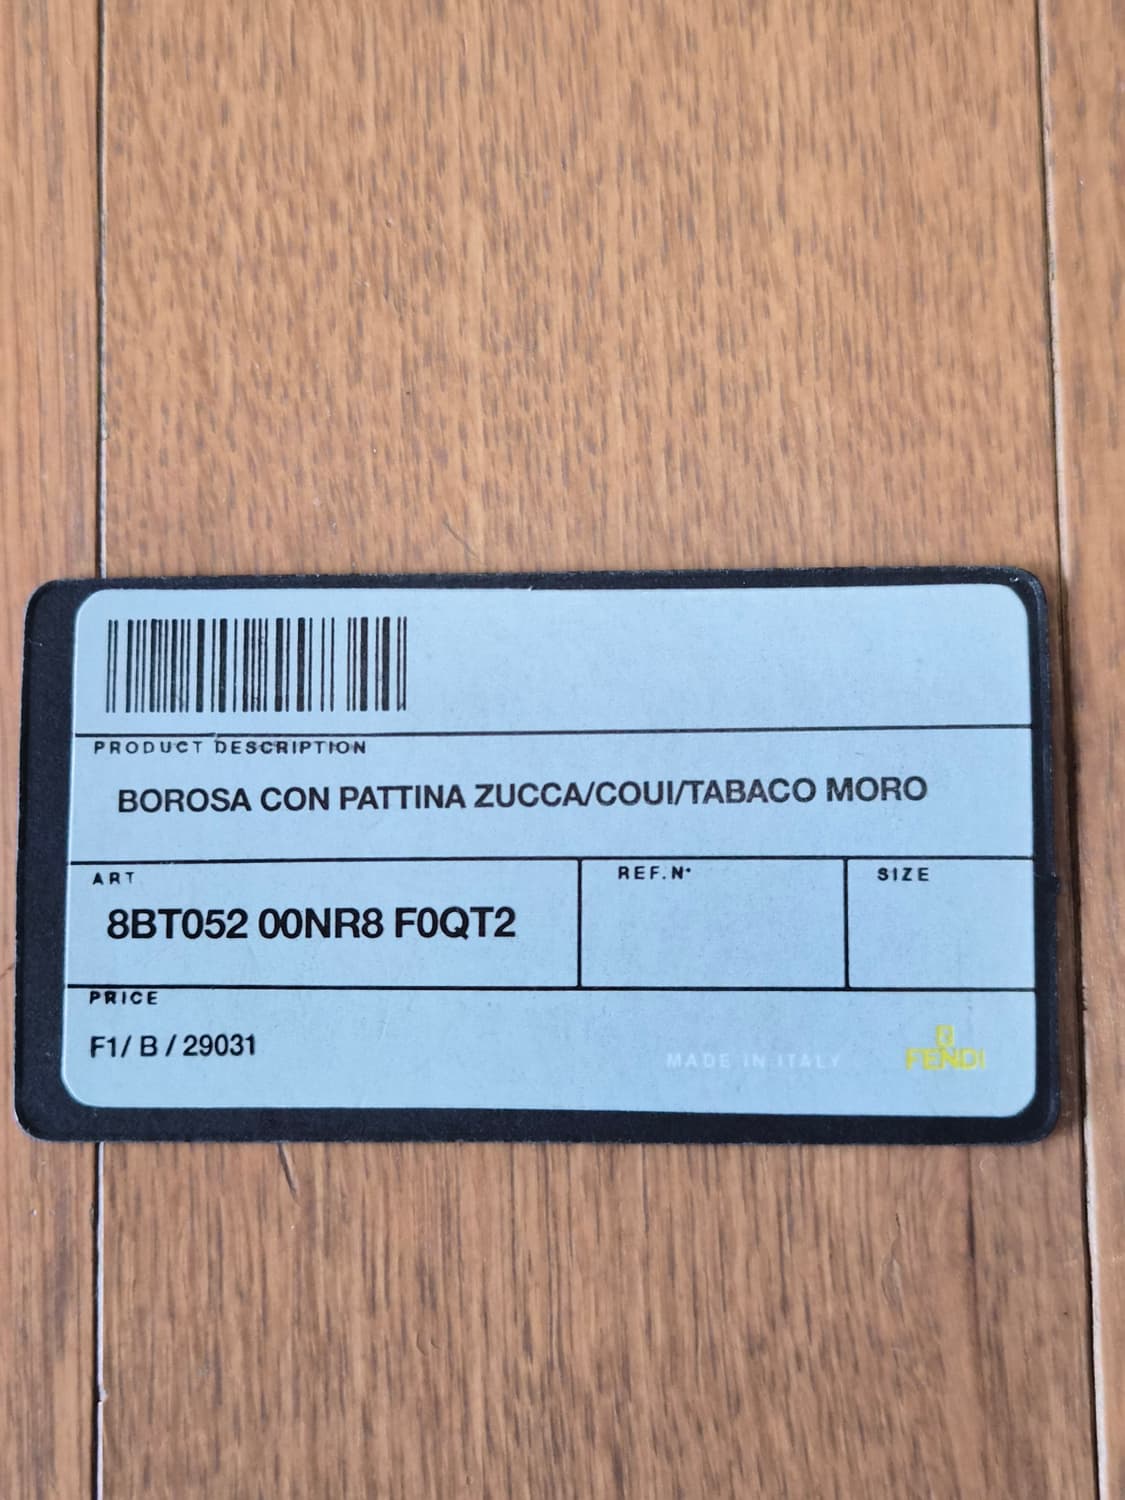 PRODUCT DESCRIPTION
BOROSA CON PATTINA ZUCCA/COUI/TABACO MORO
ART
8BT052 00NR8 F0QT2
REF. N°
SIZE
PRICE
F1/ B / 29031
MADE IN ITALY
FENDI